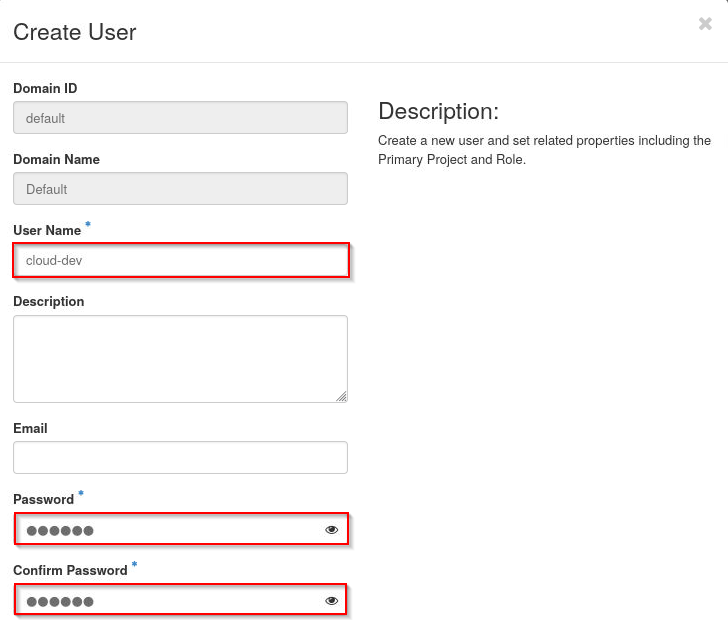 Create User
Domain ID
default
Domain Name
Default
User Name *
cloud-dev
Description
Email
Password *
●●●●●●
Confirm Password *
●●●●●●
Description:
Create a new user and set related properties including the
Primary Project and Role.